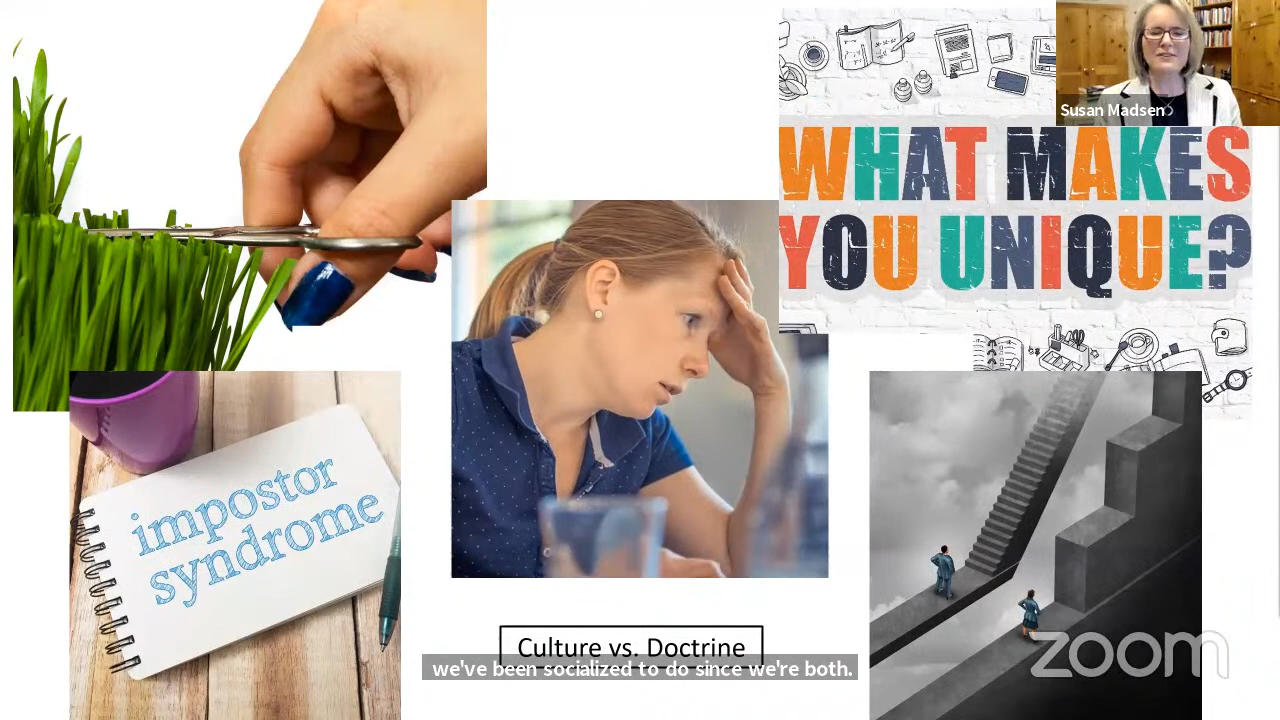 Susan Madsen
WHAT MAKES
YOU UNIQUE?
impostor
syndrome
Culture vs. Doctrine
we've been socialized to do since we're both.
zoom